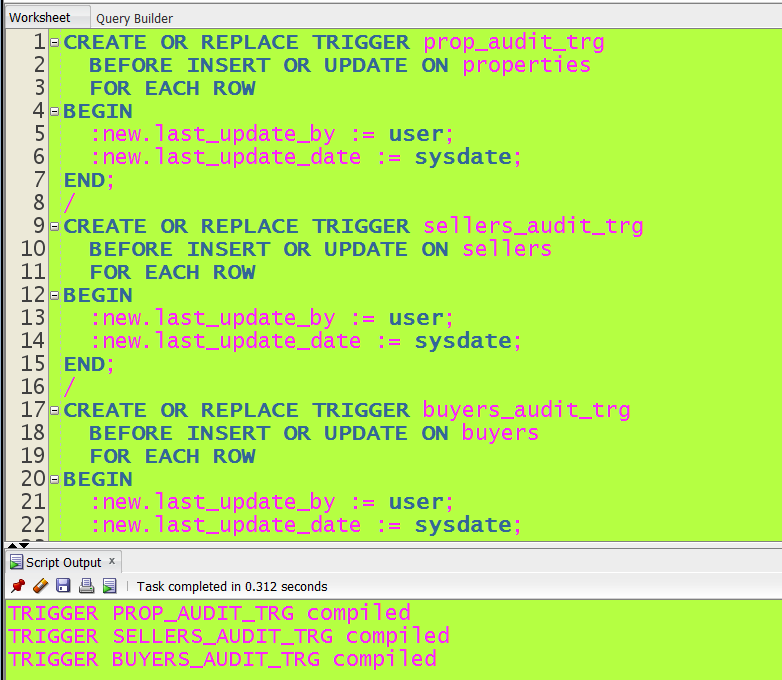 Worksheet Query Builder
1 CREATE OR REPLACE TRIGGER prop_audit_trg
2 BEFORE INSERT OR UPDATE ON properties
3 FOR EACH ROW
4 BEGIN
5 :new.last_update_by := user;
6 :new.last_update_date := sysdate;
7 END;
8 /
9 CREATE OR REPLACE TRIGGER sellers_audit_trg
10 BEFORE INSERT OR UPDATE ON sellers
11 FOR EACH ROW
12 BEGIN
13 :new.last_update_by := user;
14 :new.last_update_date := sysdate;
15 END;
16 /
17 CREATE OR REPLACE TRIGGER buyers_audit_trg
18 BEFORE INSERT OR UPDATE ON buyers
19 FOR EACH ROW
20 BEGIN
21 :new.last_update_by := user;
22 :new.last_update_date := sysdate;
Script Output x
Task completed in 0.312 seconds
TRIGGER PROP_AUDIT_TRG compiled
TRIGGER SELLERS_AUDIT_TRG compiled
TRIGGER BUYERS_AUDIT_TRG compiled